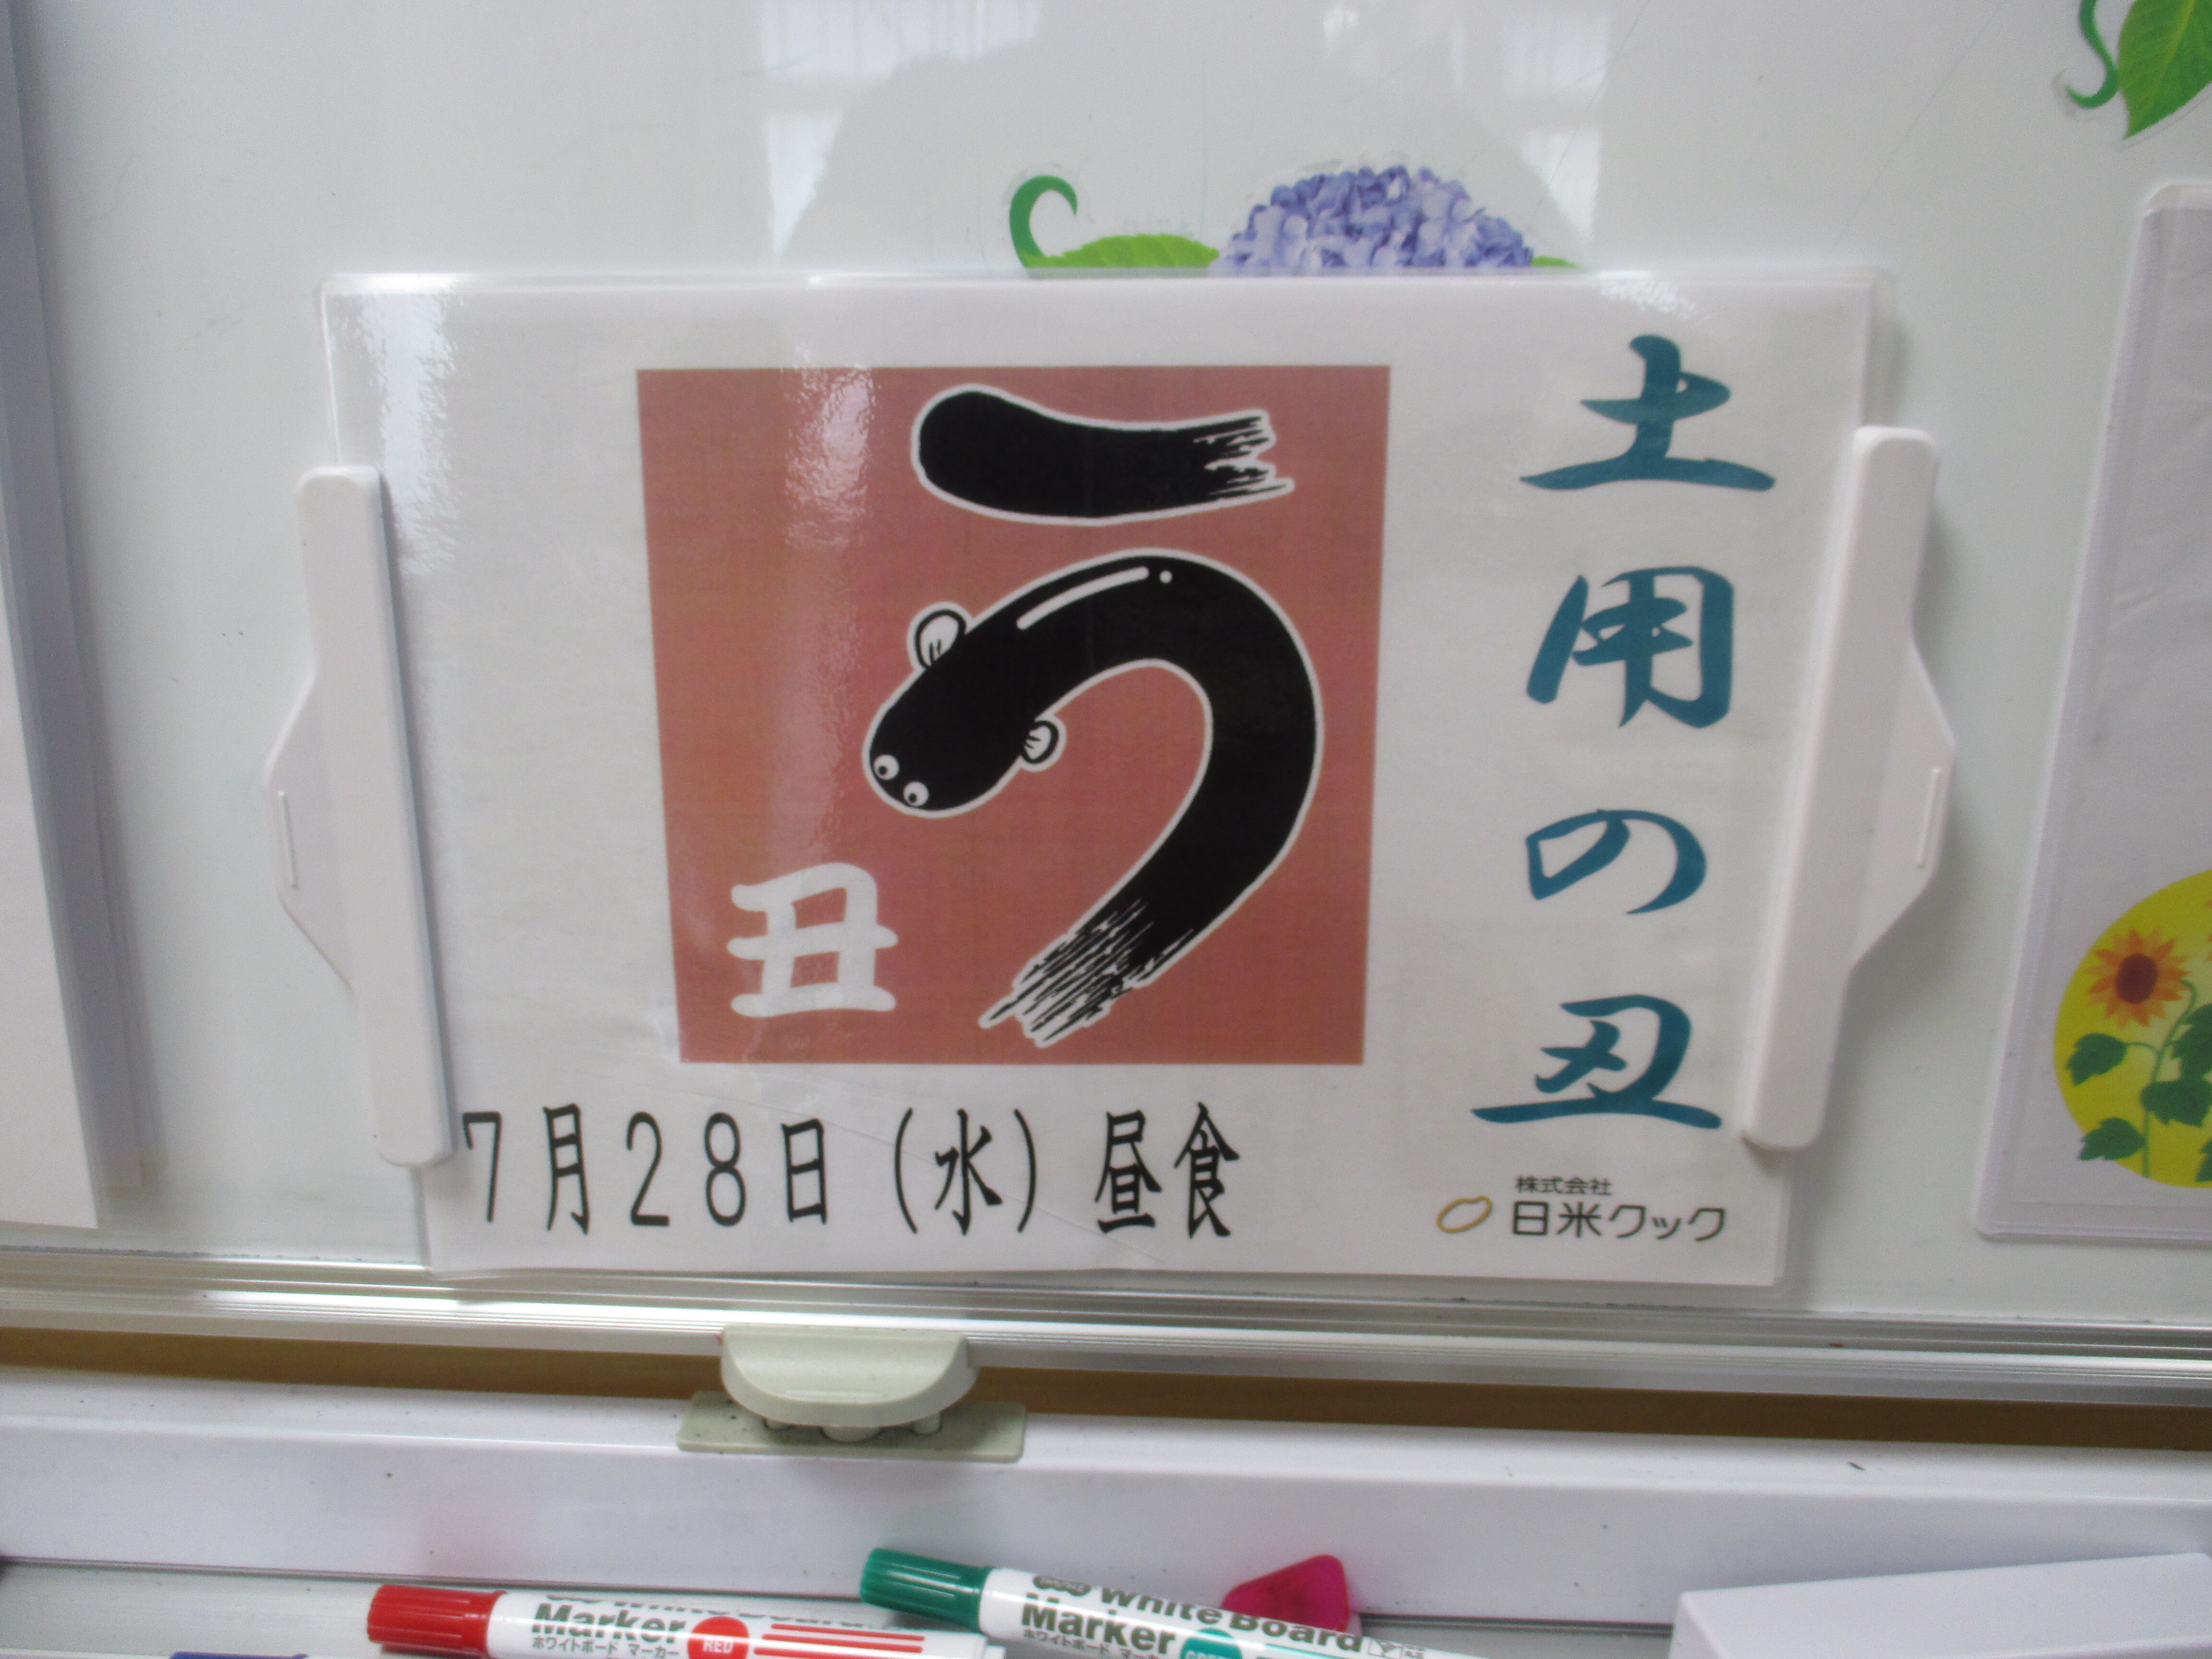 土用の丑
う
丑
7月28日（水）昼食
株式会社
日米クック
White Board
Marker
ホワイトボード マーカー
RED
White Board
Marker
ホワイトボード マーカー